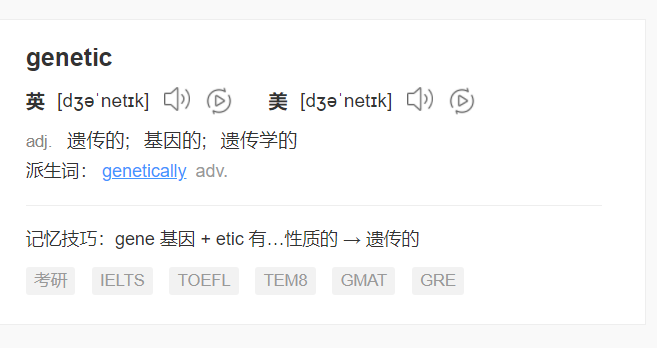 genetic
英 [dʒəˈnetɪk] 美 [dʒəˈnetɪk]
adj. 遗传的；基因的；遗传学的
派生词： genetically adv.
记忆技巧：gene 基因 + etic 有…性质的 → 遗传的
考研 IELTS TOEFL TEM8 GMAT GRE